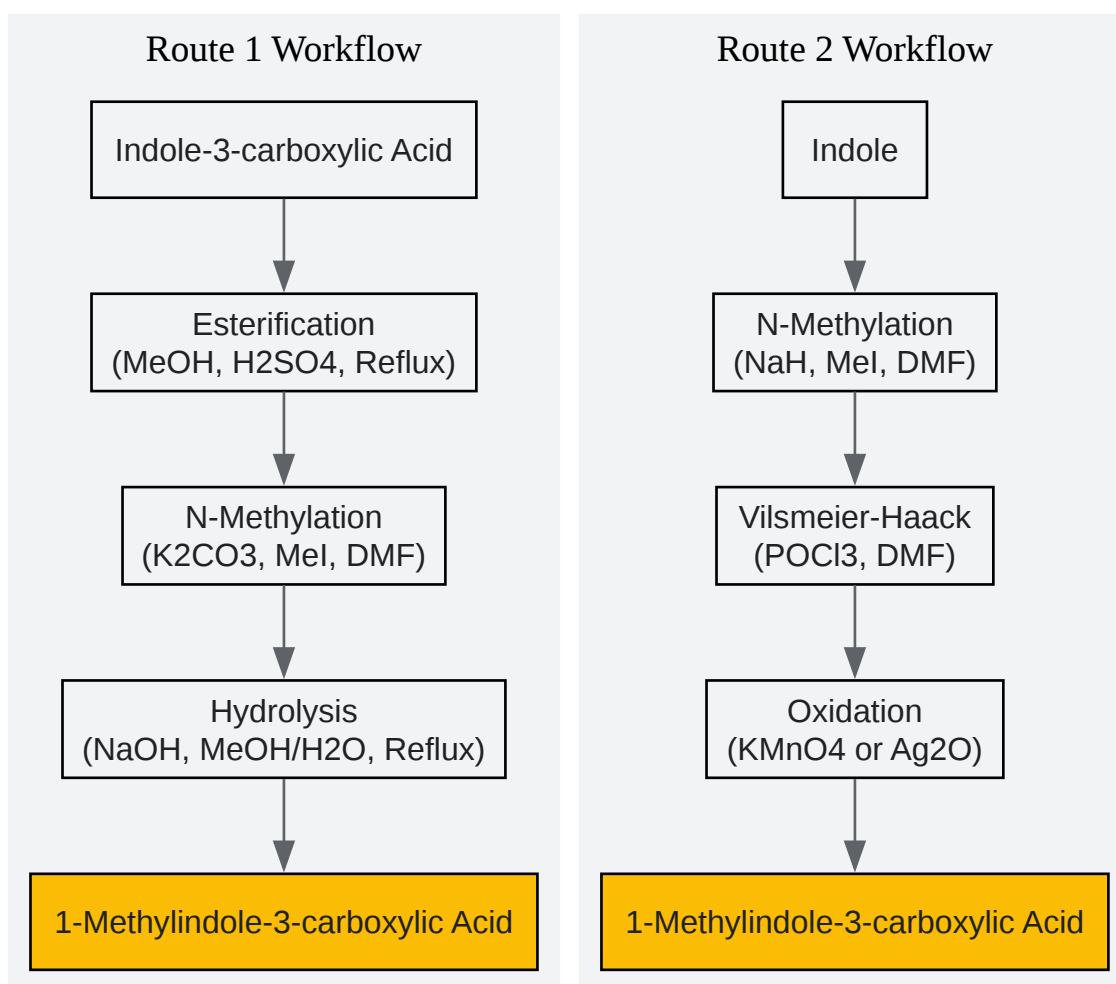 Route 1 Workflow
Indole-3-carboxylic Acid
Esterification
(MeOH, H2SO4, Reflux)
N-Methylation
(K2CO3, MeI, DMF)
Hydrolysis
(NaOH, MeOH/H2O, Reflux)
1-Methylindole-3-carboxylic Acid
Route 2 Workflow
Indole
N-Methylation
(NaH, MeI, DMF)
Vilsmeier-Haack
(POCl3, DMF)
Oxidation
(KMnO4 or Ag2O)
1-Methylindole-3-carboxylic Acid